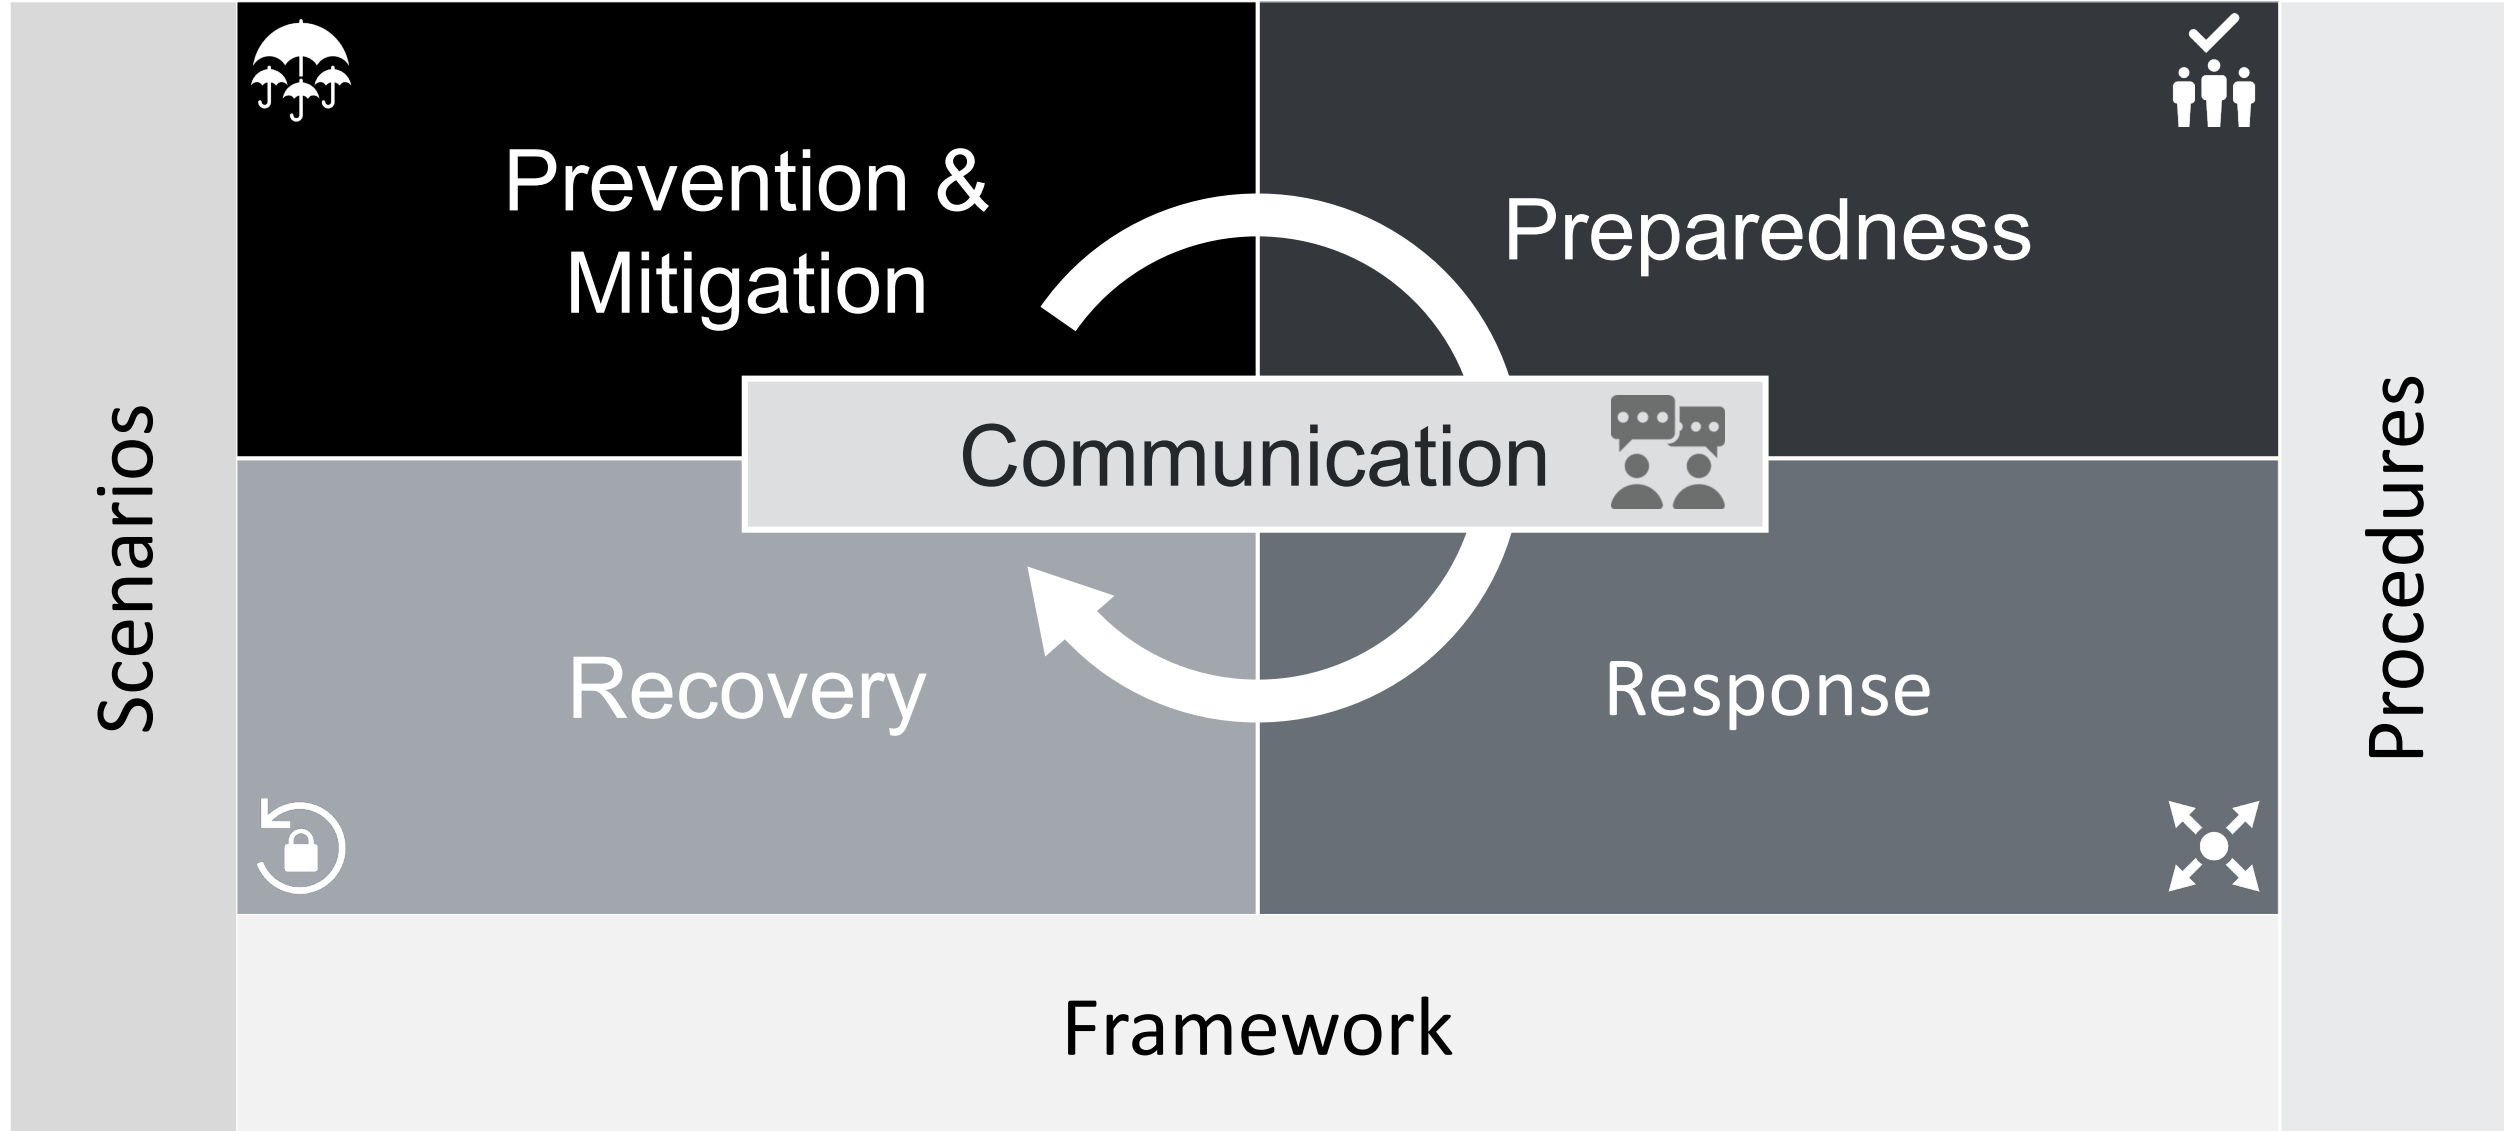 Prevention &
Mitigation
Preparedness
Scenarios
Communication
Procedures
Recovery
Response
Framework